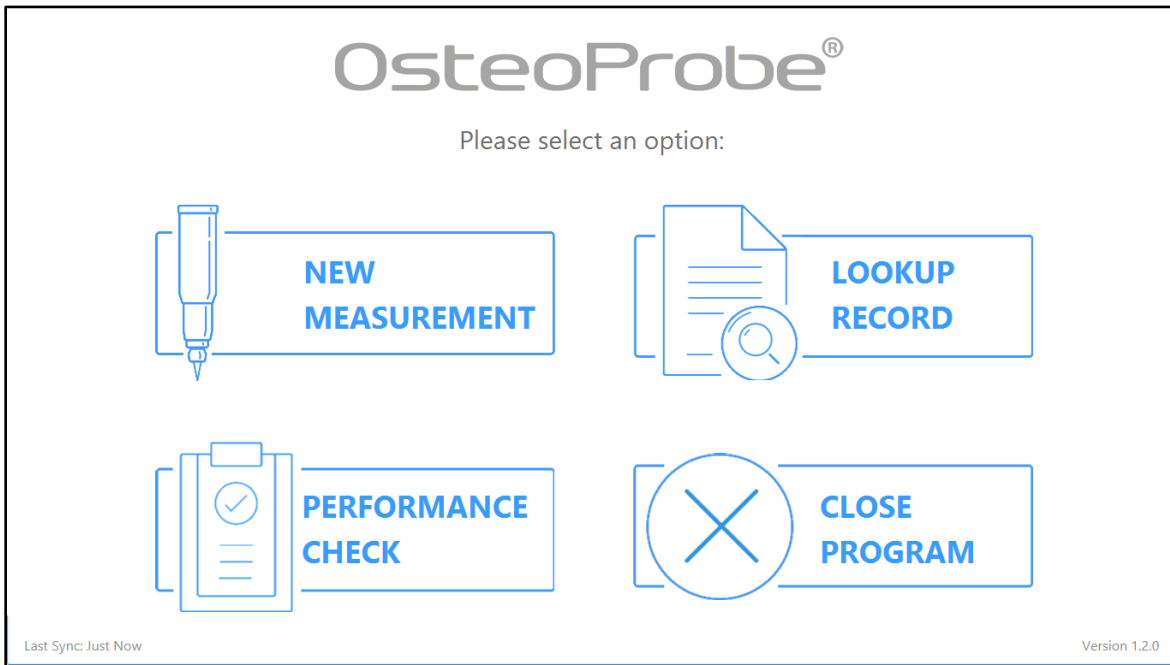 OsteoProbe®
Please select an option:
NEW
MEASUREMENT
LOOKUP
RECORD
PERFORMANCE
CHECK
CLOSE
PROGRAM
Last Sync: Just Now
Version 1.2.0